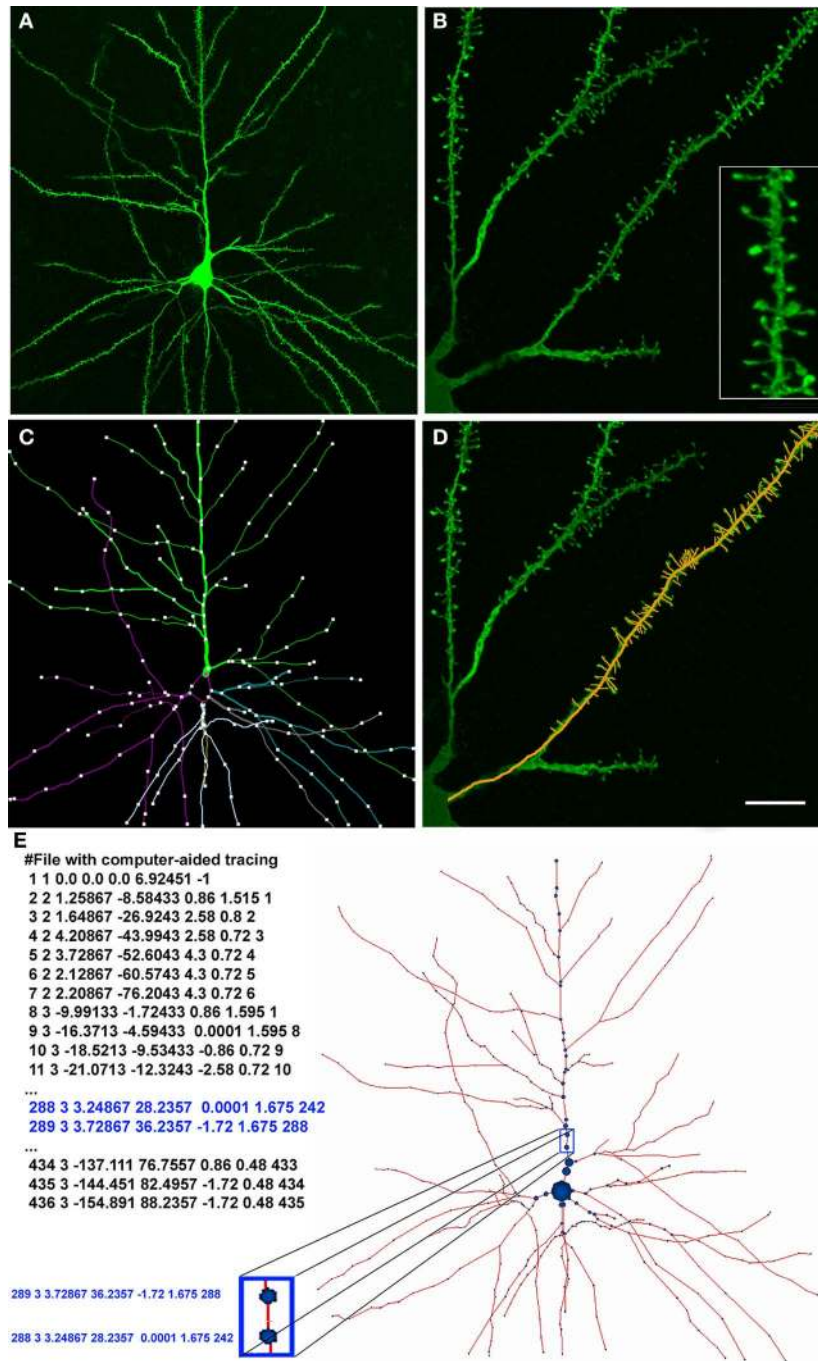 A
B
C
D
E
#File with computer-aided tracing
1 1 0.0 0.0 0.0 6.92451 -1
2 2 1.25867 -8.58433 0.86 1.515 1
3 2 1.64867 -26.9243 2.58 0.8 2
4 2 4.20867 -43.9943 2.58 0.72 3
5 2 3.72867 -52.6043 4.3 0.72 4
6 2 2.12867 -60.5743 4.3 0.72 5
7 2 2.20867 -76.2043 4.3 0.72 6
8 3 -9.99133 -1.72433 0.86 1.595 1
9 3 -16.3713 -4.59433 0.0001 1.595 8
10 3 -18.5213 -9.53433 -0.86 0.72 9
11 3 -21.0713 -12.3243 -2.58 0.72 10
...
288 3 3.24867 28.2357 0.0001 1.675 242
289 3 3.72867 36.2357 -1.72 1.675 288
...
434 3 -137.111 76.7557 0.86 0.48 433
435 3 -144.451 82.4957 -1.72 0.48 434
436 3 -154.891 88.2357 -1.72 0.48 435
289 3 3.72867 36.2357 -1.72 1.675 288
288 3 3.24867 28.2357 0.0001 1.675 242